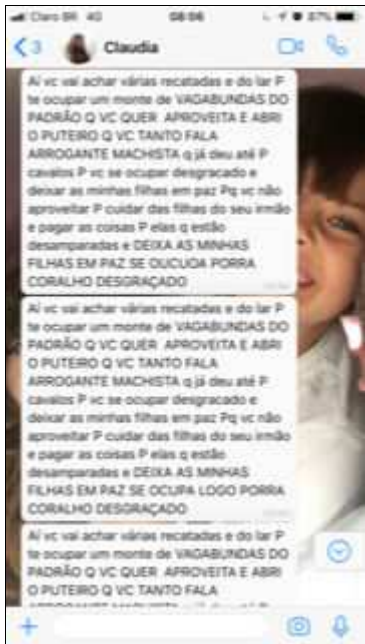 Claro BR 4G 08:06 37%
3 Claudia
Aí vc vai achar várias recatadas e do lar P
te ocupar um monte de VAGABUNDAS DO
PADRÃO Q VC QUER APROVEITA E ABRI
O PUTEIRO Q VC TANTO FALA
ARROGANTE MACHISTA q já deu até P
cavalos P vc se ocupar desgracado e
deixar as minhas filhas em paz Pq vc não
aproveitar P cuidar das filhas do seu irmão
e pagar as coisas P elas q estão
desamparadas e DEIXA AS MINHAS
FILHAS EM PAZ SE OUCUOA PORRA
CORALHO DESGRAÇADO
Aí vc vai achar várias recatadas e do lar P
te ocupar um monte de VAGABUNDAS DO
PADRÃO Q VC QUER APROVEITA E ABRI
O PUTEIRO Q VC TANTO FALA
ARROGANTE MACHISTA q já deu até P
cavalos P vc se ocupar desgracado e
deixar as minhas filhas em paz Pq vc não
aproveitar P cuidar das filhas do seu irmão
e pagar as coisas P elas q estão
desamparadas e DEIXA AS MINHAS
FILHAS EM PAZ SE OCUPA LOGO PORRA
CORALHO DESGRAÇADO
Aí vc vai achar várias recatadas e do lar P
te ocupar um monte de VAGABUNDAS DO
PADRÃO Q VC QUER APROVEITA E ABRI
O PUTEIRO Q VC TANTO FALA